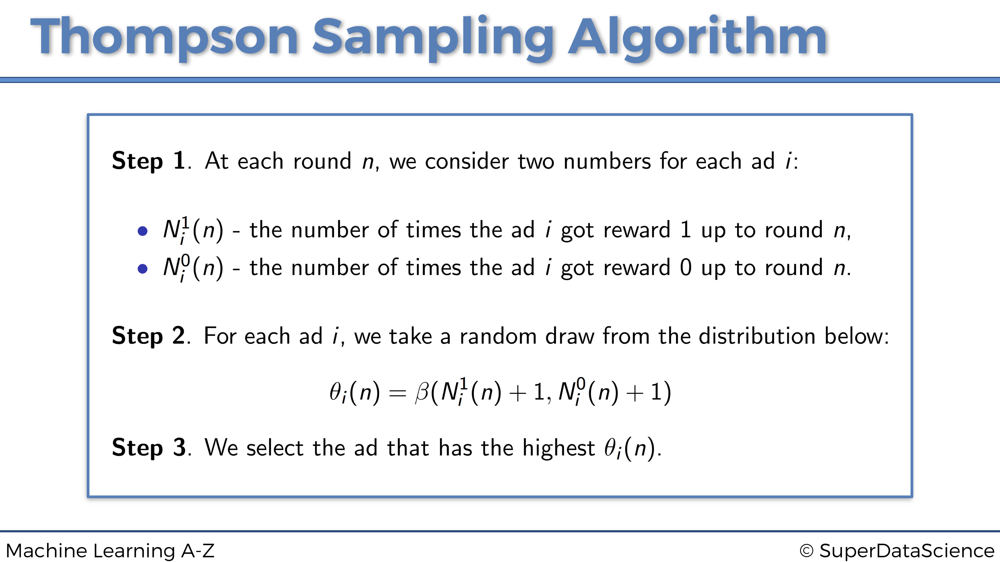 Thompson Sampling Algorithm
Step 1. At each round n, we consider two numbers for each ad i:
• N_i^1(n) - the number of times the ad i got reward 1 up to round n,
• N_i^0(n) - the number of times the ad i got reward 0 up to round n.
Step 2. For each ad i, we take a random draw from the distribution below:
θ_i(n) = β(N_i^1(n) + 1, N_i^0(n) + 1)
Step 3. We select the ad that has the highest θ_i(n).
Machine Learning A-Z
© SuperDataScience